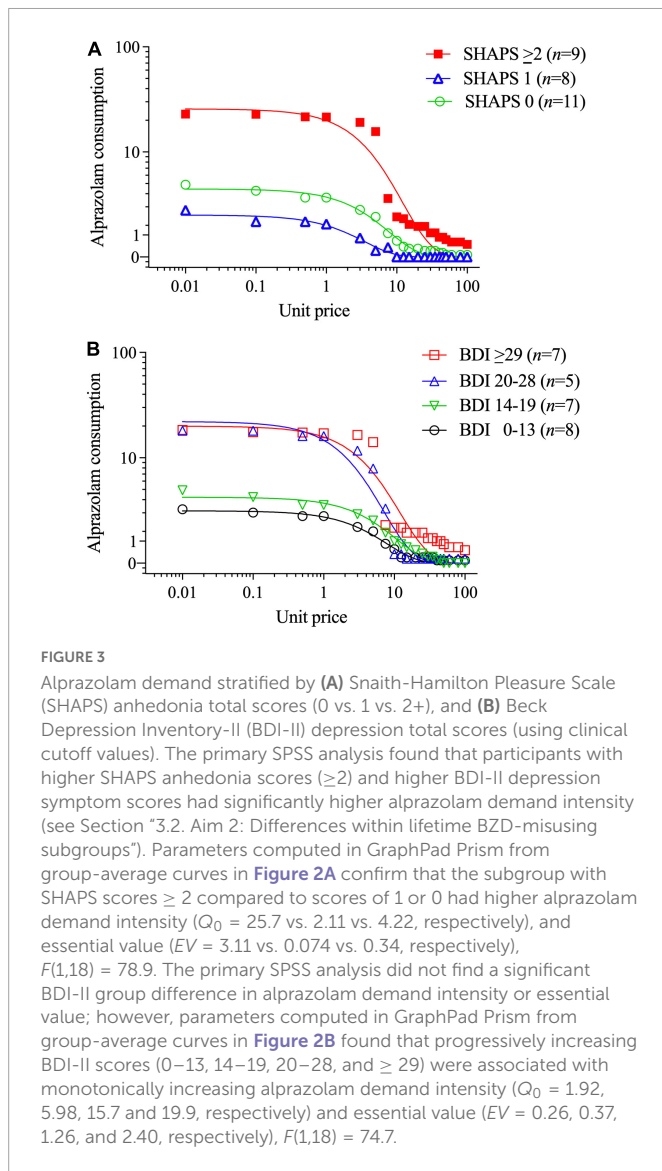 A
100
10
1
0
Alprazolam consumption
0.01 0.1 1 10 100
Unit price
SHAPS ≥2 (n=9)
SHAPS 1 (n=8)
SHAPS 0 (n=11)
B
100
10
1
0
Alprazolam consumption
0.01 0.1 1 10 100
Unit price
BDI ≥29 (n=7)
BDI 20-28 (n=5)
BDI 14-19 (n=7)
BDI 0-13 (n=8)
FIGURE 3
Alprazolam demand stratified by (A) Snaith-Hamilton Pleasure Scale
(SHAPS) anhedonia total scores (0 vs. 1 vs. 2+), and (B) Beck
Depression Inventory-II (BDI-II) depression total scores (using clinical
cutoff values). The primary SPSS analysis found that participants with
higher SHAPS anhedonia scores (≥2) and higher BDI-II depression
symptom scores had significantly higher alprazolam demand intensity
(see Section “3.2. Aim 2: Differences within lifetime BZD-misusing
subgroups”). Parameters computed in GraphPad Prism from
group-average curves in Figure 2A confirm that the subgroup with
SHAPS scores ≥ 2 compared to scores of 1 or 0 had higher alprazolam
demand intensity (Q0 = 25.7 vs. 2.11 vs. 4.22, respectively), and
essential value (EV = 3.11 vs. 0.074 vs. 0.34, respectively),
F(1,18) = 78.9. The primary SPSS analysis did not find a significant
BDI-II group difference in alprazolam demand intensity or essential
value; however, parameters computed in GraphPad Prism from
group-average curves in Figure 2B found that progressively increasing
BDI-II scores (0–13, 14–19, 20–28, and ≥ 29) were associated with
monotonically increasing alprazolam demand intensity (Q0 = 1.92,
5.98, 15.7 and 19.9, respectively) and essential value (EV = 0.26, 0.37,
1.26, and 2.40, respectively), F(1,18) = 74.7.